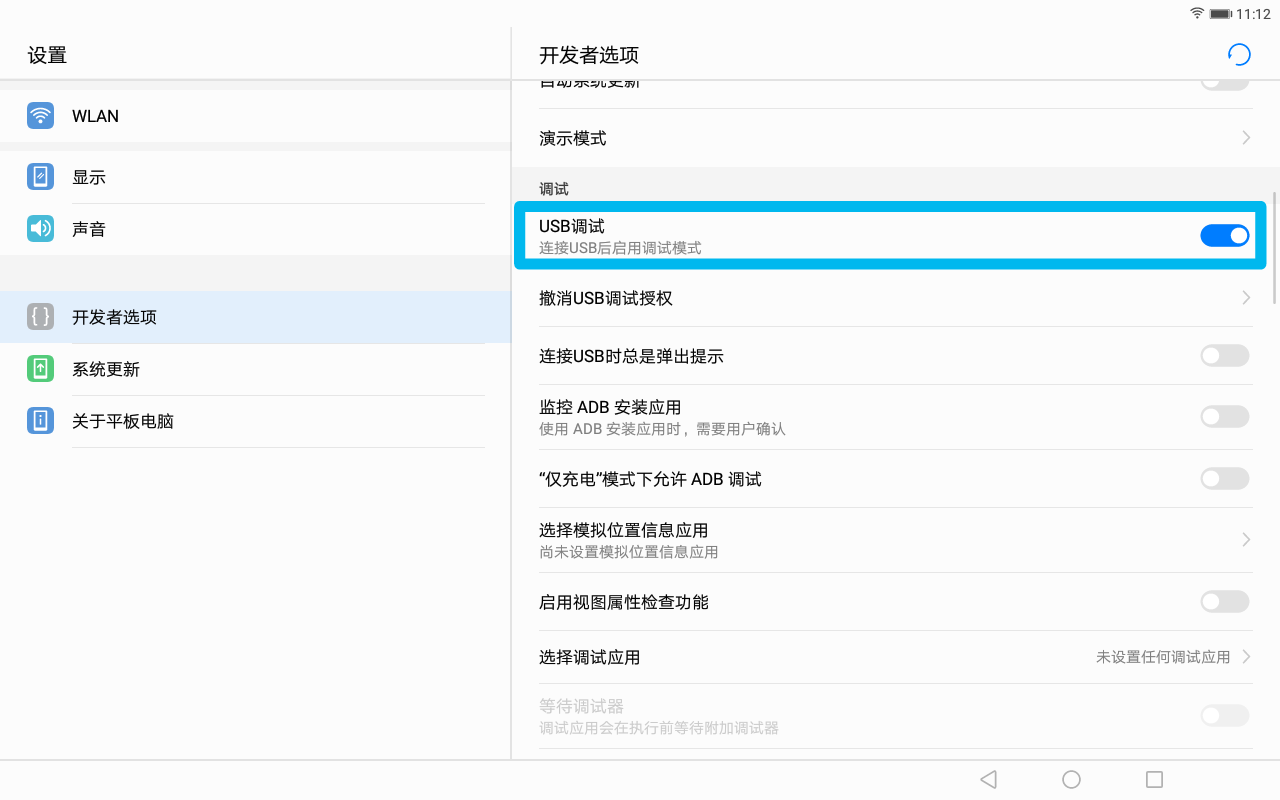 11:12
设置
WLAN
显示
声音
开发者选项
系统更新
关于平板电脑
开发者选项
自动系统更新
演示模式
调试
USB调试
连接USB后启用调试模式
撤消USB调试授权
连接USB时总是弹出提示
监控 ADB 安装应用
使用 ADB 安装应用时，需要用户确认
“仅充电”模式下允许 ADB 调试
选择模拟位置信息应用
尚未设置模拟位置信息应用
启用视图属性检查功能
选择调试应用
未设置任何调试应用
等待调试器
调试应用会在执行前等待附加调试器